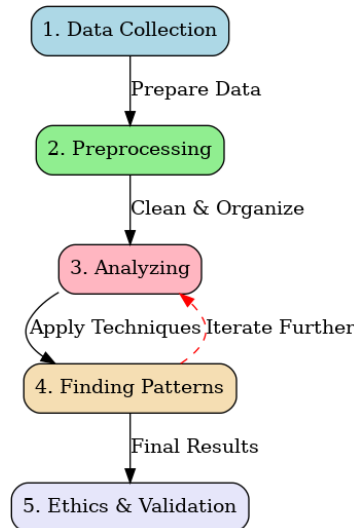 1. Data Collection
Prepare Data
2. Preprocessing
Clean & Organize
3. Analyzing
Apply Techniques
Iterate Further
4. Finding Patterns
Final Results
5. Ethics & Validation